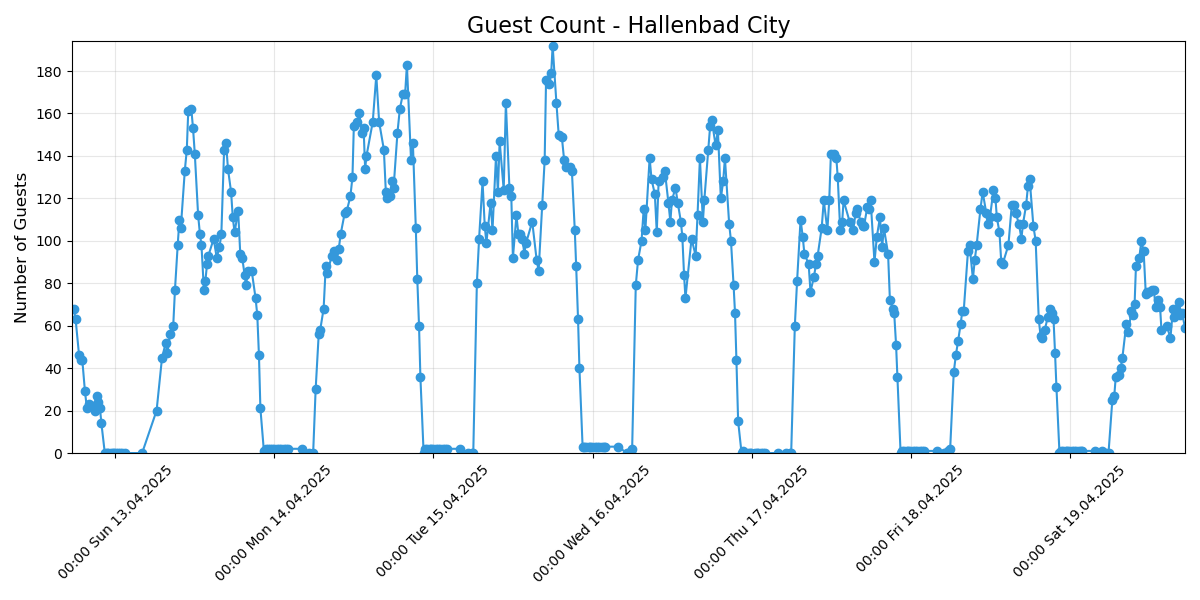 Guest Count - Hallenbad City
Number of Guests
180
160
140
120
100
80
60
40
20
0
00:00 Sun 13.04.2025
00:00 Mon 14.04.2025
00:00 Tue 15.04.2025
00:00 Wed 16.04.2025
00:00 Thu 17.04.2025
00:00 Fri 18.04.2025
00:00 Sat 19.04.2025